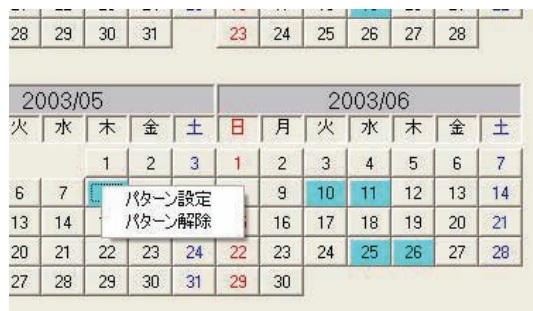 28 29 30 31 23 24 25 26 27 28
2003/05 2003/06
火 水 木 金 土 日 月 火 水 木 金 土
1 2 3 1 2 3 4 5 6 7
6 7 パターン設定 9 10 11 12 13 14
13 14 パターン解除 16 17 18 19 20 21
20 21 22 23 24 22 23 24 25 26 27 28
27 28 29 30 31 29 30